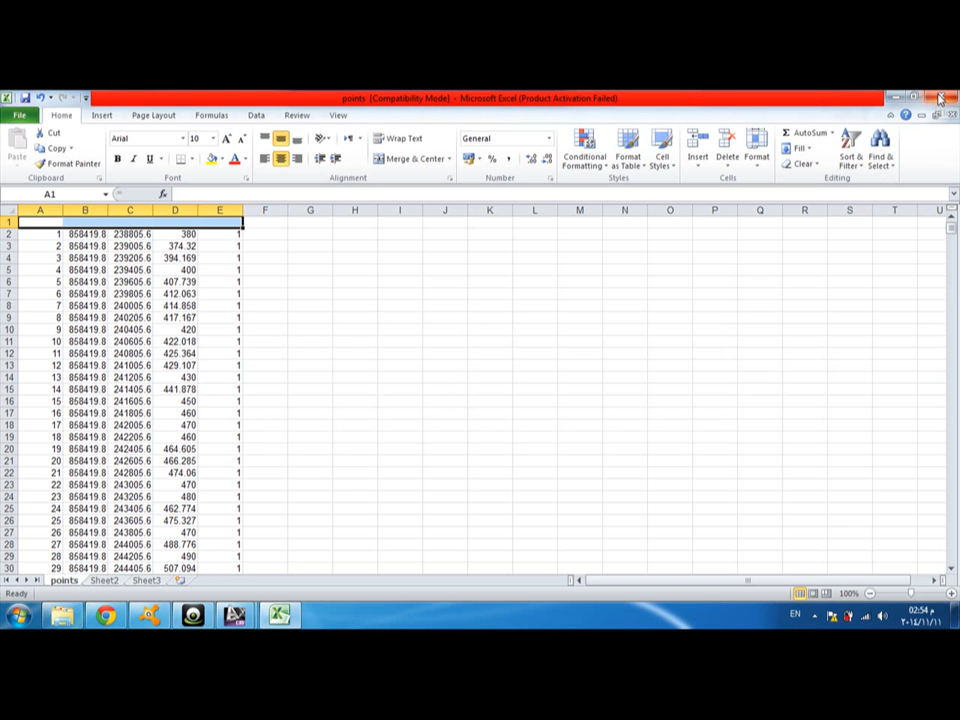 points [Compatibility Mode] - Microsoft Excel (Product Activation Failed)
File Home Insert Page Layout Formulas Data Review View
Paste Cut Copy Format Painter Clipboard
Arial 10 B I U A Font
Wrap Text Merge & Center Alignment
General % , Number
Conditional Formatting Format as Table Cell Styles Styles
Insert Delete Format Cells
Σ AutoSum Fill Clear Sort & Filter Find & Select Editing
A1 fx
A B C D E F G H I J K L M N O P Q R S T U
1
2 1 858419.8 238805.6 380 1
3 2 858419.8 239005.6 374.32 1
4 3 858419.8 239205.6 394.169 1
5 4 858419.8 239405.6 400 1
6 5 858419.8 239605.6 407.739 1
7 6 858419.8 239805.6 412.063 1
8 7 858419.8 240005.6 414.858 1
9 8 858419.8 240205.6 417.167 1
10 9 858419.8 240405.6 420 1
11 10 858419.8 240605.6 422.018 1
12 11 858419.8 240805.6 425.364 1
13 12 858419.8 241005.6 429.107 1
14 13 858419.8 241205.6 430 1
15 14 858419.8 241405.6 441.878 1
16 15 858419.8 241605.6 450 1
17 16 858419.8 241805.6 460 1
18 17 858419.8 242005.6 470 1
19 18 858419.8 242205.6 460 1
20 19 858419.8 242405.6 464.605 1
21 20 858419.8 242605.6 466.285 1
22 21 858419.8 242805.6 474.06 1
23 22 858419.8 243005.6 470 1
24 23 858419.8 243205.6 480 1
25 24 858419.8 243405.6 462.774 1
26 25 858419.8 243605.6 475.327 1
27 26 858419.8 243805.6 470 1
28 27 858419.8 244005.6 488.776 1
29 28 858419.8 244205.6 490 1
30 29 858419.8 244405.6 507.094 1
points Sheet2 Sheet3
Ready 100%
EN 02:54 م
٢٠١٤/١١/١١